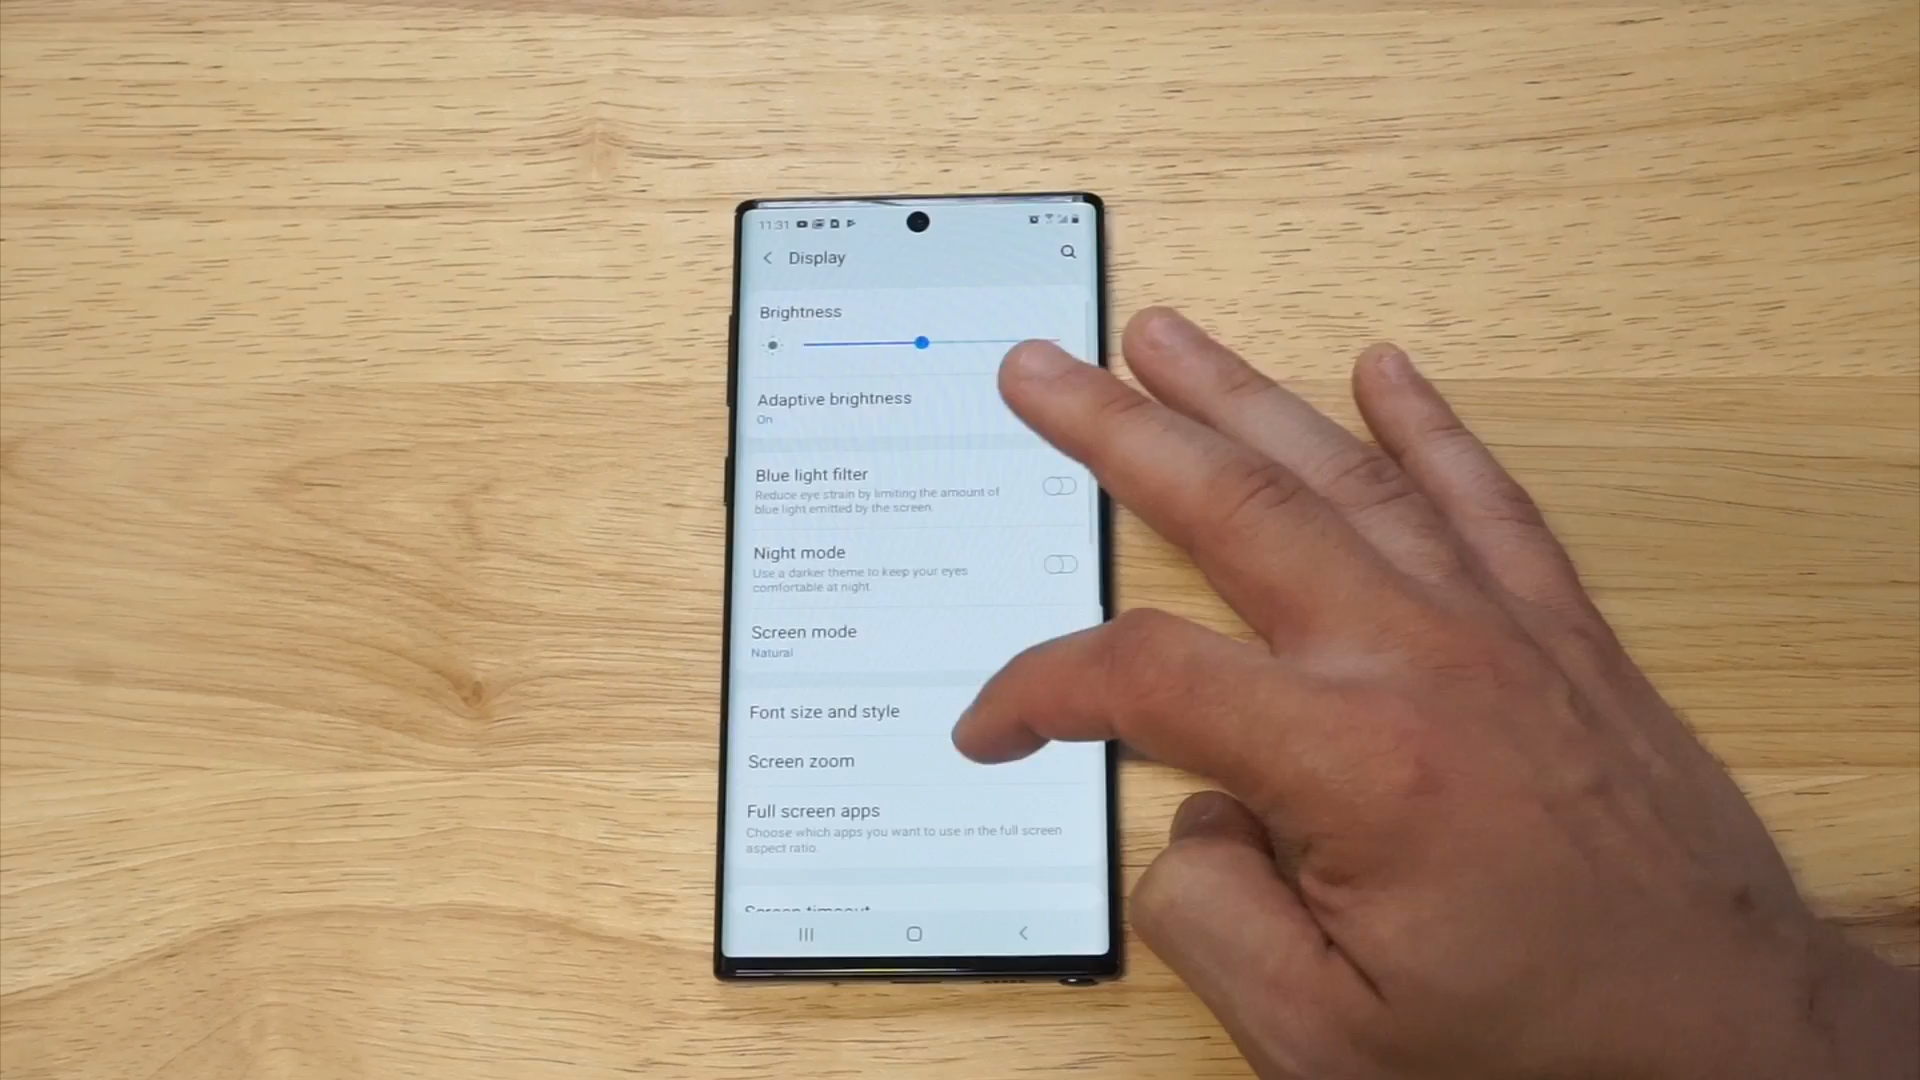 11:31
Display
Brightness
Adaptive brightness
On
Blue light filter
Reduce eye strain by limiting the amount of
blue light emitted by the screen.
Night mode
Use a darker theme to keep your eyes
comfortable at night.
Screen mode
Natural
Font size and style
Screen zoom
Full screen apps
Choose which apps you want to use in the full screen
aspect ratio.
Screen timeout